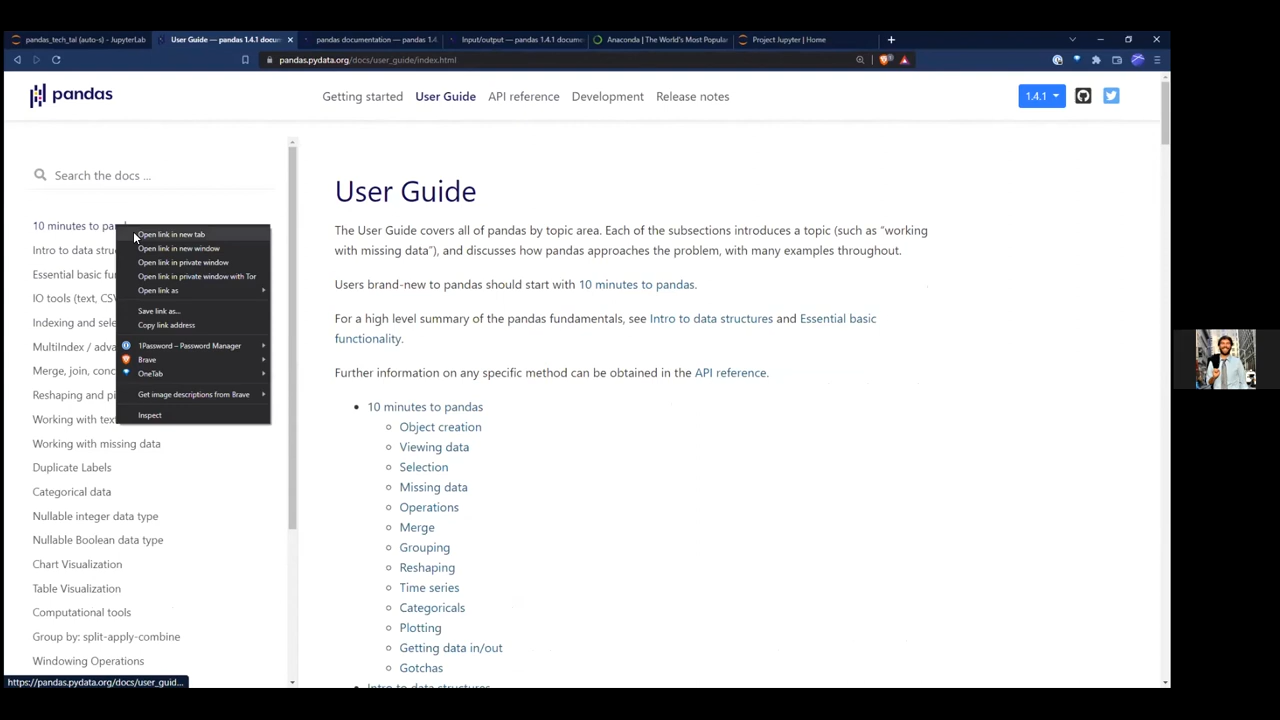 pandas_tech_tal (auto-s) - JupyterLab
User Guide — pandas 1.4.1 docum
pandas documentation — pandas 1.4
Input/output — pandas 1.4.1 docum
Anaconda | The World's Most Popular
Project Jupyter | Home
pandas.pydata.org/docs/user_guide/index.html
pandas
Getting started
User Guide
API reference
Development
Release notes
1.4.1
Search the docs ...
10 minutes to pand
Intro to data struc
Essential basic fun
IO tools (text, CSV
Indexing and sele
MultiIndex / adva
Merge, join, conc
Reshaping and pi
Working with text
Working with missing data
Duplicate Labels
Categorical data
Nullable integer data type
Nullable Boolean data type
Chart Visualization
Table Visualization
Computational tools
Group by: split-apply-combine
Windowing Operations
https://pandas.pydata.org/docs/user_guid...
Open link in new tab
Open link in new window
Open link in private window
Open link in private window with Tor
Open link as
Save link as...
Copy link address
1Password – Password Manager
Brave
OneTab
Get image descriptions from Brave
Inspect
User Guide
The User Guide covers all of pandas by topic area. Each of the subsections introduces a topic (such as “working
with missing data”), and discusses how pandas approaches the problem, with many examples throughout.
Users brand-new to pandas should start with 10 minutes to pandas.
For a high level summary of the pandas fundamentals, see Intro to data structures and Essential basic
functionality.
Further information on any specific method can be obtained in the API reference.
10 minutes to pandas
Object creation
Viewing data
Selection
Missing data
Operations
Merge
Grouping
Reshaping
Time series
Categoricals
Plotting
Getting data in/out
Gotchas
Intro to data structures